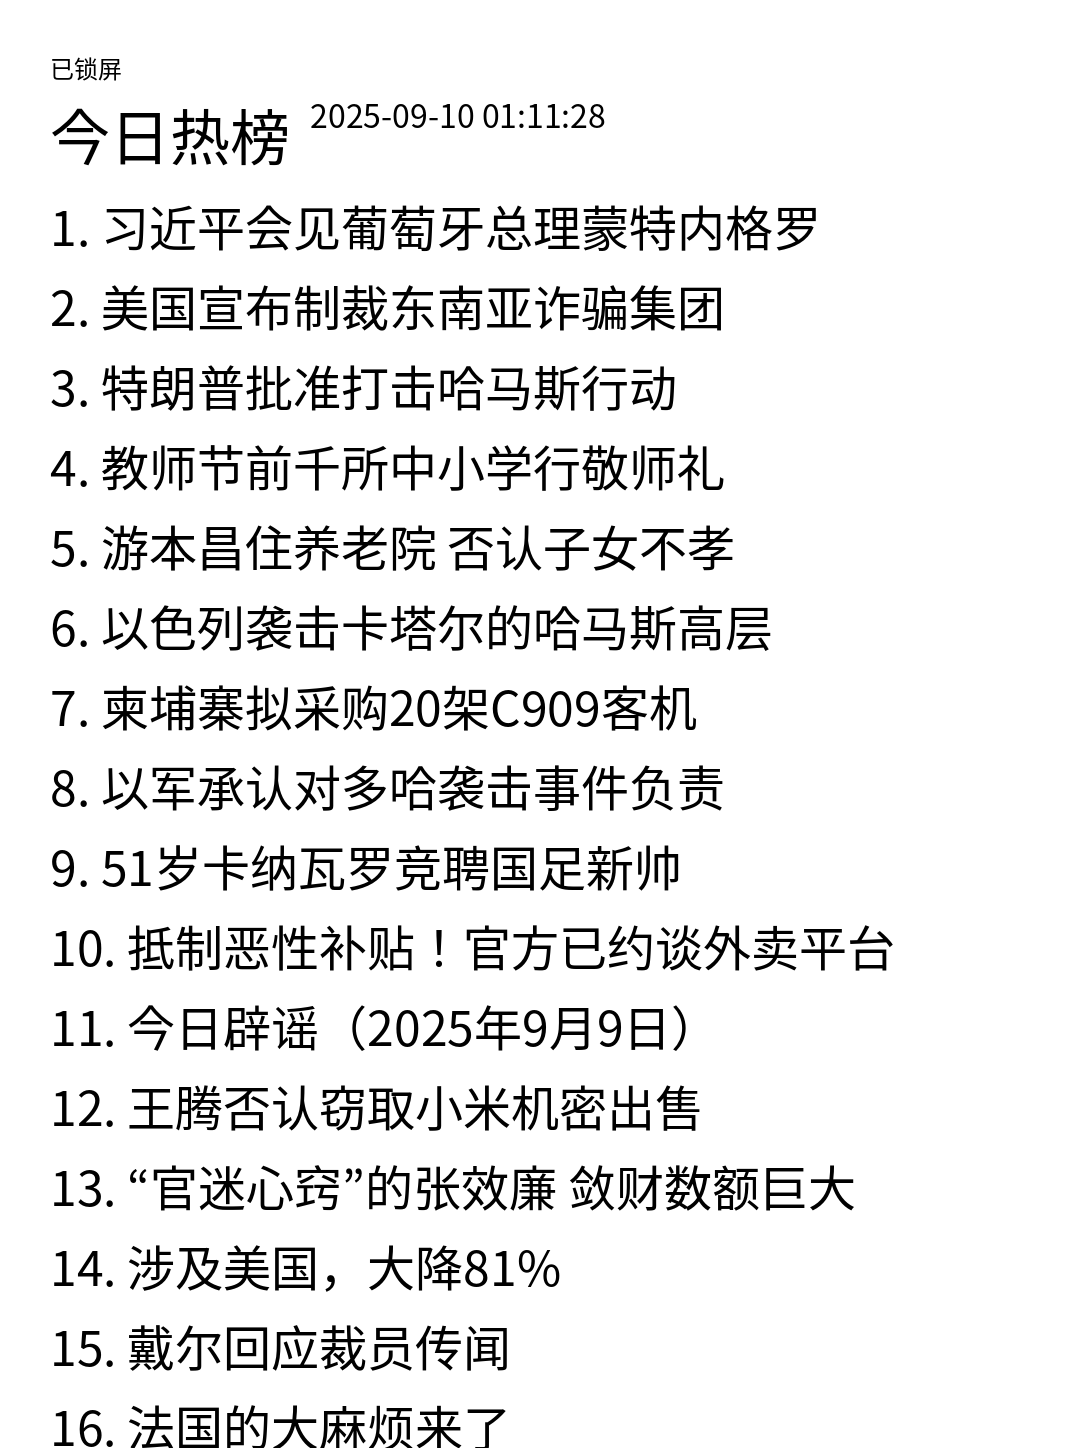 已锁屏
今日热榜 2025-09-10 01:11:28
1. 习近平会见葡萄牙总理蒙特内格罗
2. 美国宣布制裁东南亚诈骗集团
3. 特朗普批准打击哈马斯行动
4. 教师节前千所中小学行敬师礼
5. 游本昌住养老院 否认子女不孝
6. 以色列袭击卡塔尔的哈马斯高层
7. 柬埔寨拟采购20架C909客机
8. 以军承认对多哈袭击事件负责
9. 51岁卡纳瓦罗竞聘国足新帅
10. 抵制恶性补贴！官方已约谈外卖平台
11. 今日辟谣（2025年9月9日）
12. 王腾否认窃取小米机密出售
13. “官迷心窍”的张效廉 敛财数额巨大
14. 涉及美国，大降81%
15. 戴尔回应裁员传闻
16. 法国的大麻烦来了